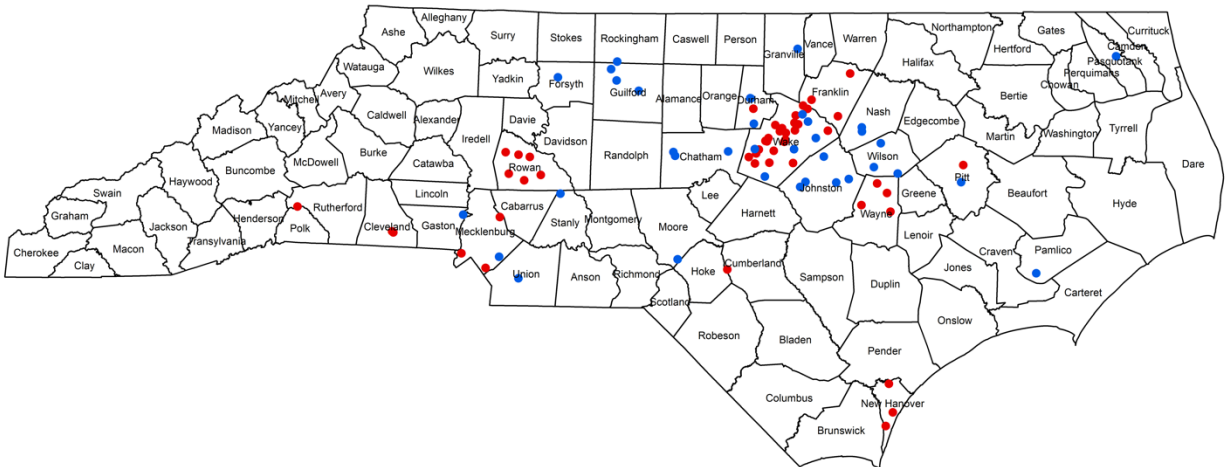 Alleghany
Northampton
Gates
Currituck
Ashe
Surry
Stokes
Rockingham
Caswell
Person
Vance
Warren
Granville
Hertford
Camden
Pasquotank
Watauga
Wilkes
Yadkin
Forsyth
Guilford
Halifax
Perquimans
Chowan
Mitchell
Avery
Alamance
Orange
Durham
Franklin
Bertie
Madison
Yancey
Caldwell
Alexander
Davie
Davidson
Nash
Edgecombe
Martin
Washington
Tyrrell
Iredell
Wake
Buncombe
McDowell
Burke
Catawba
Rowan
Randolph
Chatham
Wilson
Dare
Swain
Haywood
Lincoln
Lee
Johnston
Pitt
Beaufort
Graham
Jackson
Henderson
Rutherford
Cleveland
Gaston
Cabarrus
Stanly
Montgomery
Moore
Harnett
Wayne
Greene
Hyde
Cherokee
Macon
Transylvania
Polk
Mecklenburg
Lenoir
Craven
Pamlico
Clay
Union
Anson
Richmond
Hoke
Cumberland
Sampson
Duplin
Jones
Carteret
Scotland
Robeson
Bladen
Onslow
Pender
Columbus
New Hanover
Brunswick